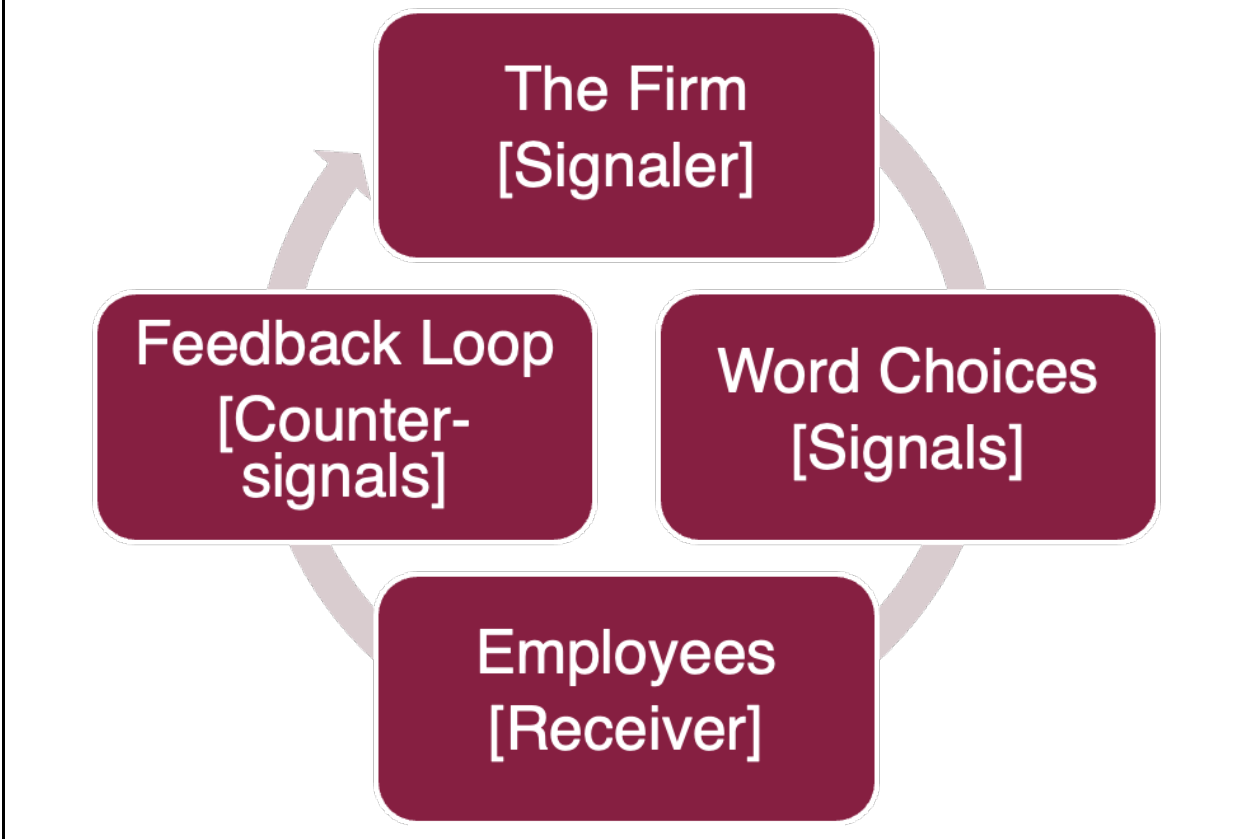 The Firm
[Signaler]
Feedback Loop
[Counter-
signals]
Word Choices
[Signals]
Employees
[Receiver]